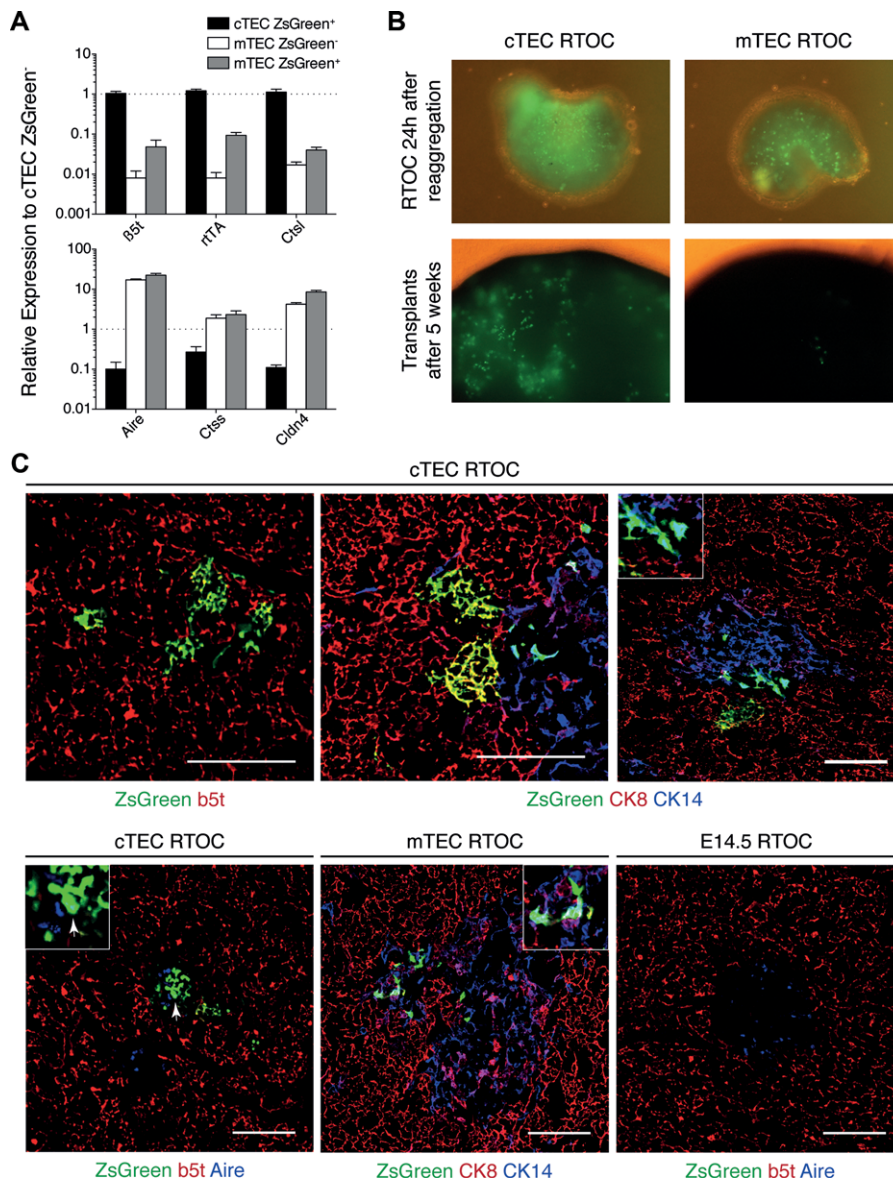 A
cTEC ZsGreen⁺
mTEC ZsGreen⁻
mTEC ZsGreen⁺
Relative Expression to cTEC ZsGreen⁻
10
1
0.1
0.01
0.001
ß5t
rtTA
Ctsl
100
10
1
0.1
0.01
Aire
Ctss
Cldn4
B
cTEC RTOC
mTEC RTOC
RTOC 24h after
reaggregation
Transplants
after 5 weeks
C
cTEC RTOC
ZsGreen b5t
ZsGreen CK8 CK14
cTEC RTOC
mTEC RTOC
E14.5 RTOC
ZsGreen b5t Aire
ZsGreen CK8 CK14
ZsGreen b5t Aire